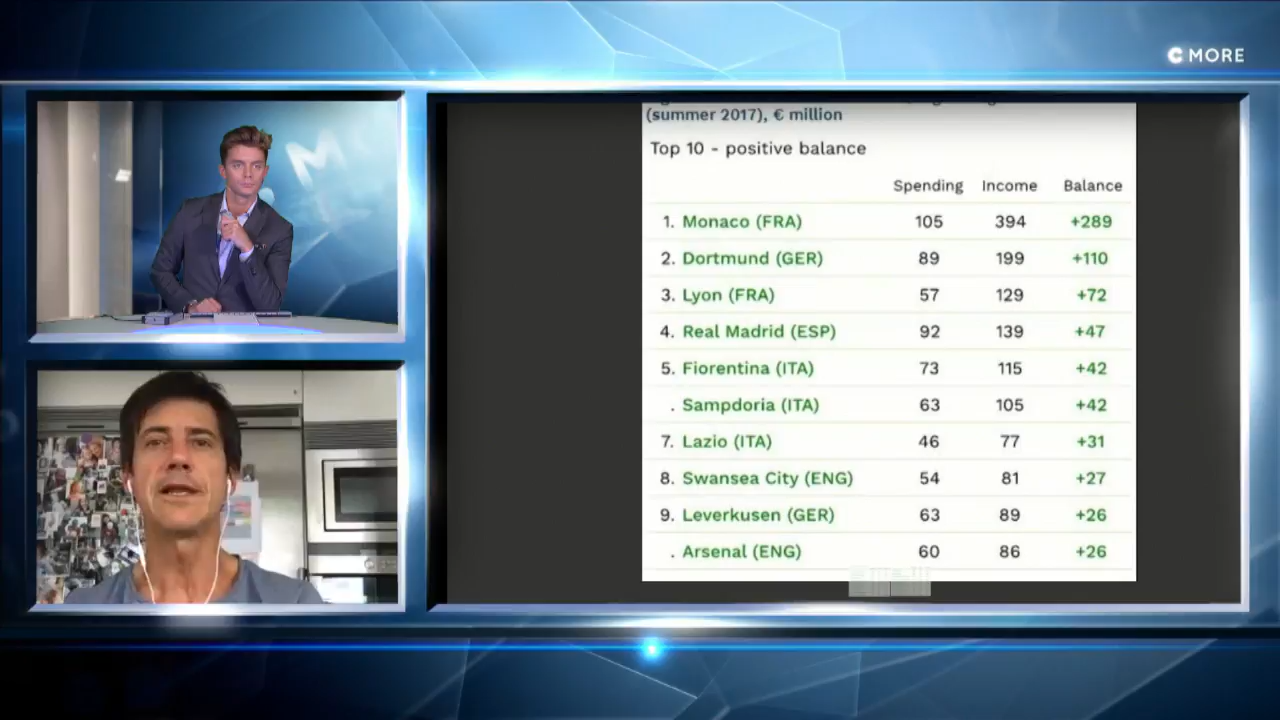 C MORE
(summer 2017), € million
Top 10 - positive balance
Spending Income Balance
1. Monaco (FRA) 105 394 +289
2. Dortmund (GER) 89 199 +110
3. Lyon (FRA) 57 129 +72
4. Real Madrid (ESP) 92 139 +47
5. Fiorentina (ITA) 73 115 +42
. Sampdoria (ITA) 63 105 +42
7. Lazio (ITA) 46 77 +31
8. Swansea City (ENG) 54 81 +27
9. Leverkusen (GER) 63 89 +26
. Arsenal (ENG) 60 86 +26